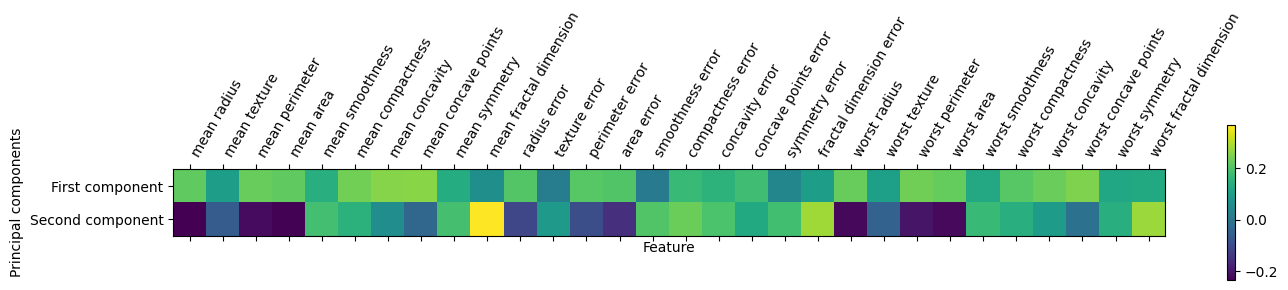 mean radius
mean texture
mean perimeter
mean area
mean smoothness
mean compactness
mean concavity
mean concave points
mean symmetry
mean fractal dimension
radius error
texture error
perimeter error
area error
smoothness error
compactness error
concavity error
concave points error
symmetry error
fractal dimension error
worst radius
worst texture
worst perimeter
worst area
worst smoothness
worst compactness
worst concavity
worst concave points
worst symmetry
worst fractal dimension
Principal components
First component
Second component
Feature
0.2
0.0
−0.2